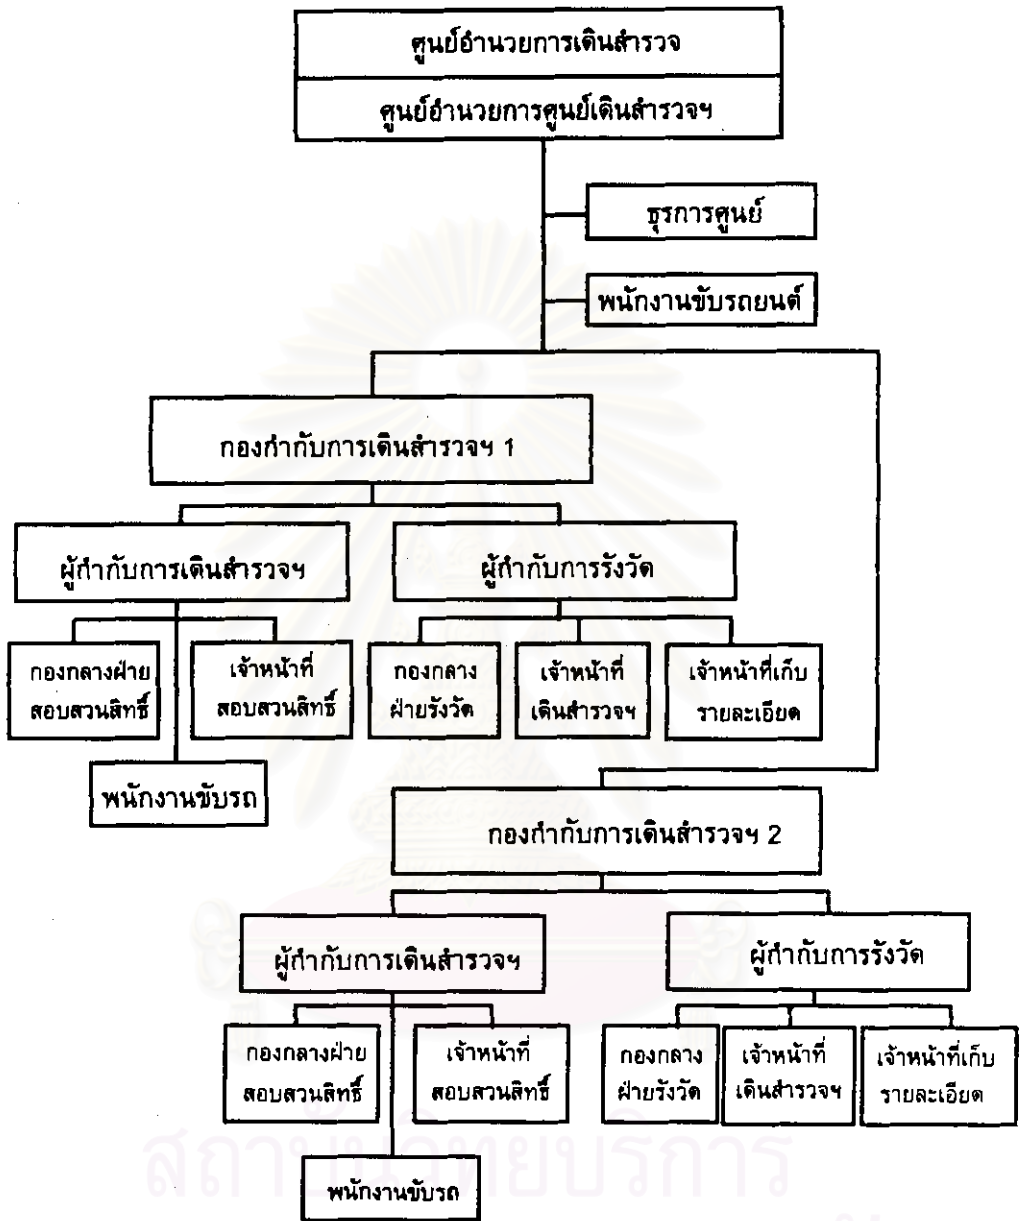 ศูนย์อำนวยการเดินสำรวจ
ศูนย์อำนวยการศูนย์เดินสำรวจฯ
ธุรการศูนย์
พนักงานขับรถยนต์
กองกำกับการเดินสำรวจฯ 1
ผู้กำกับการเดินสำรวจฯ
ผู้กำกับการรังวัด
กองกลางฝ่าย
สอบสวนสิทธิ์
เจ้าหน้าที่
สอบสวนสิทธิ์
กองกลาง
ฝ่ายรังวัด
เจ้าหน้าที่
เดินสำรวจฯ
เจ้าหน้าที่เก็บ
รายละเอียด
พนักงานขับรถ
กองกำกับการเดินสำรวจฯ 2
ผู้กำกับการเดินสำรวจฯ
ผู้กำกับการรังวัด
กองกลางฝ่าย
สอบสวนสิทธิ์
เจ้าหน้าที่
สอบสวนสิทธิ์
กองกลาง
ฝ่ายรังวัด
เจ้าหน้าที่
เดินสำรวจฯ
เจ้าหน้าที่เก็บ
รายละเอียด
พนักงานขับรถ
สถาบันวิทยบริการ